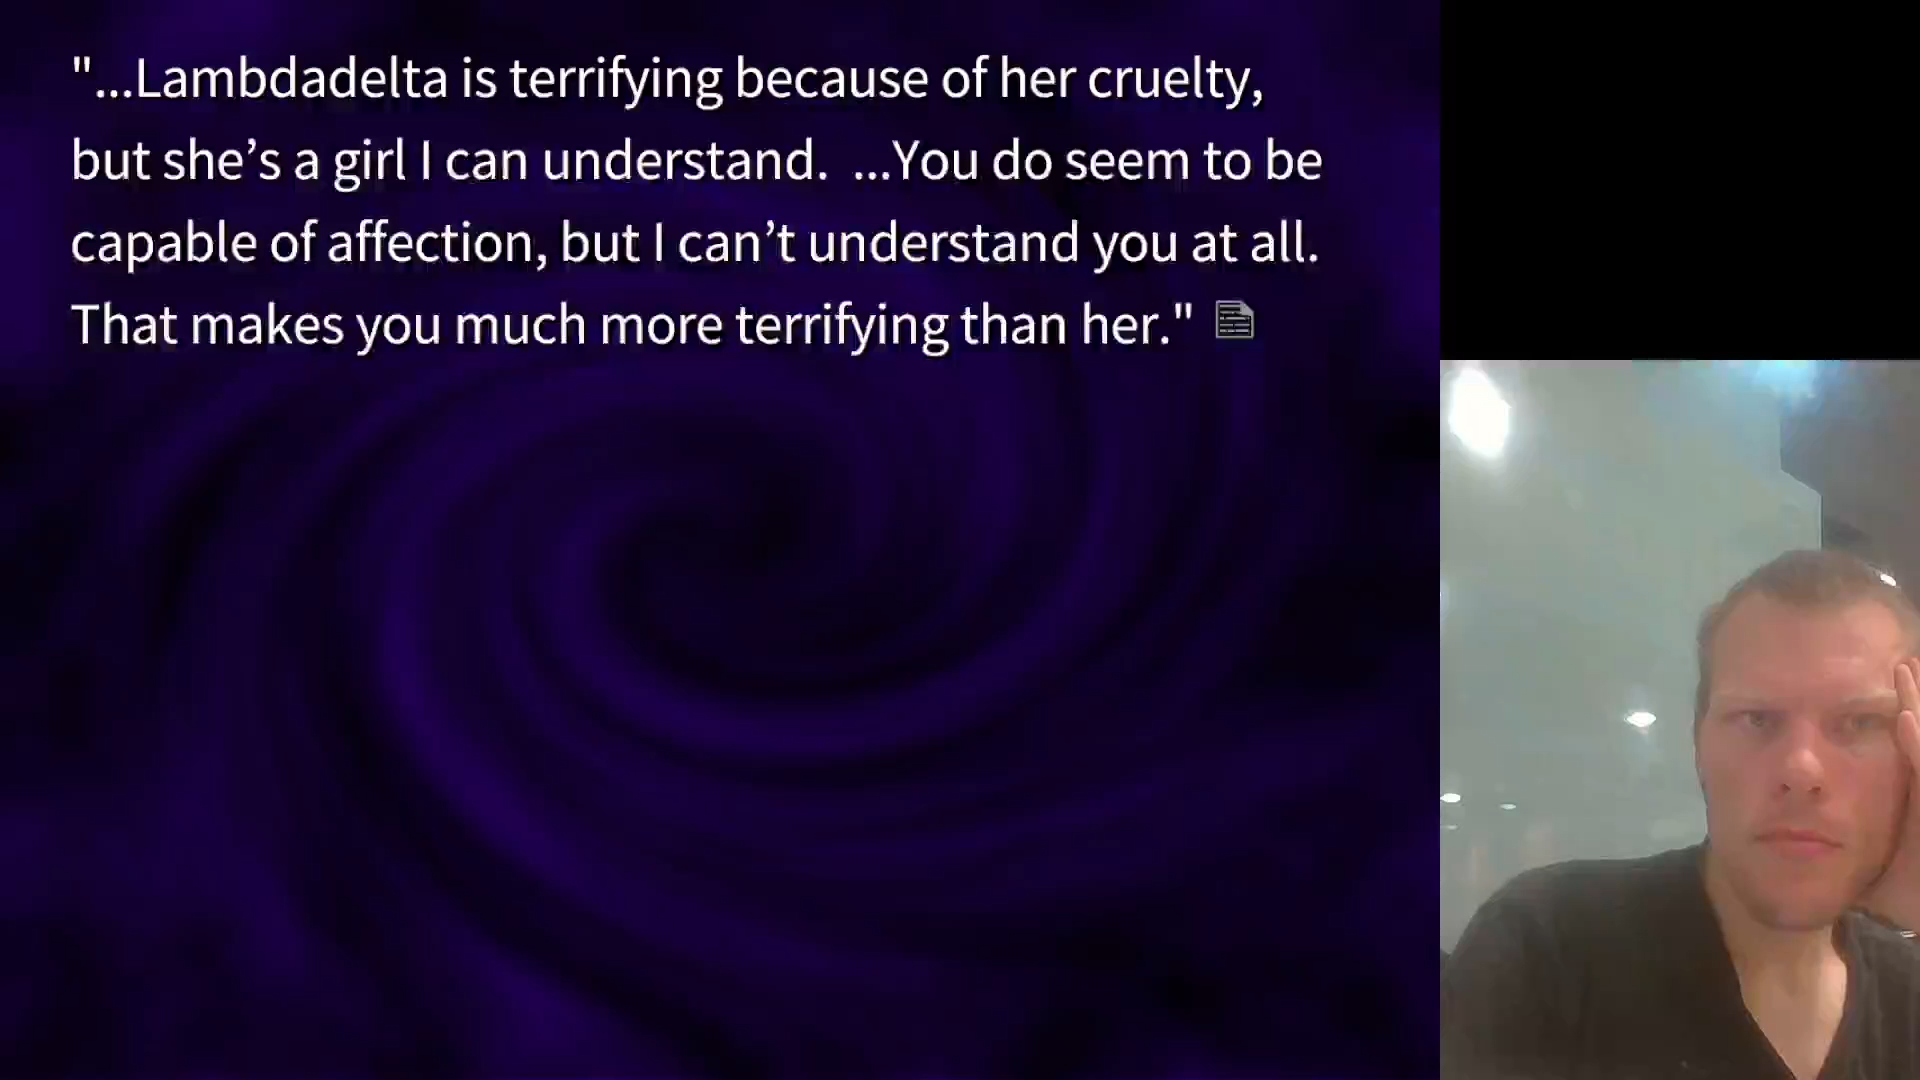 "...Lambdadelta is terrifying because of her cruelty,
but she’s a girl I can understand.  ...You do seem to be
capable of affection, but I can’t understand you at all.
That makes you much more terrifying than her."